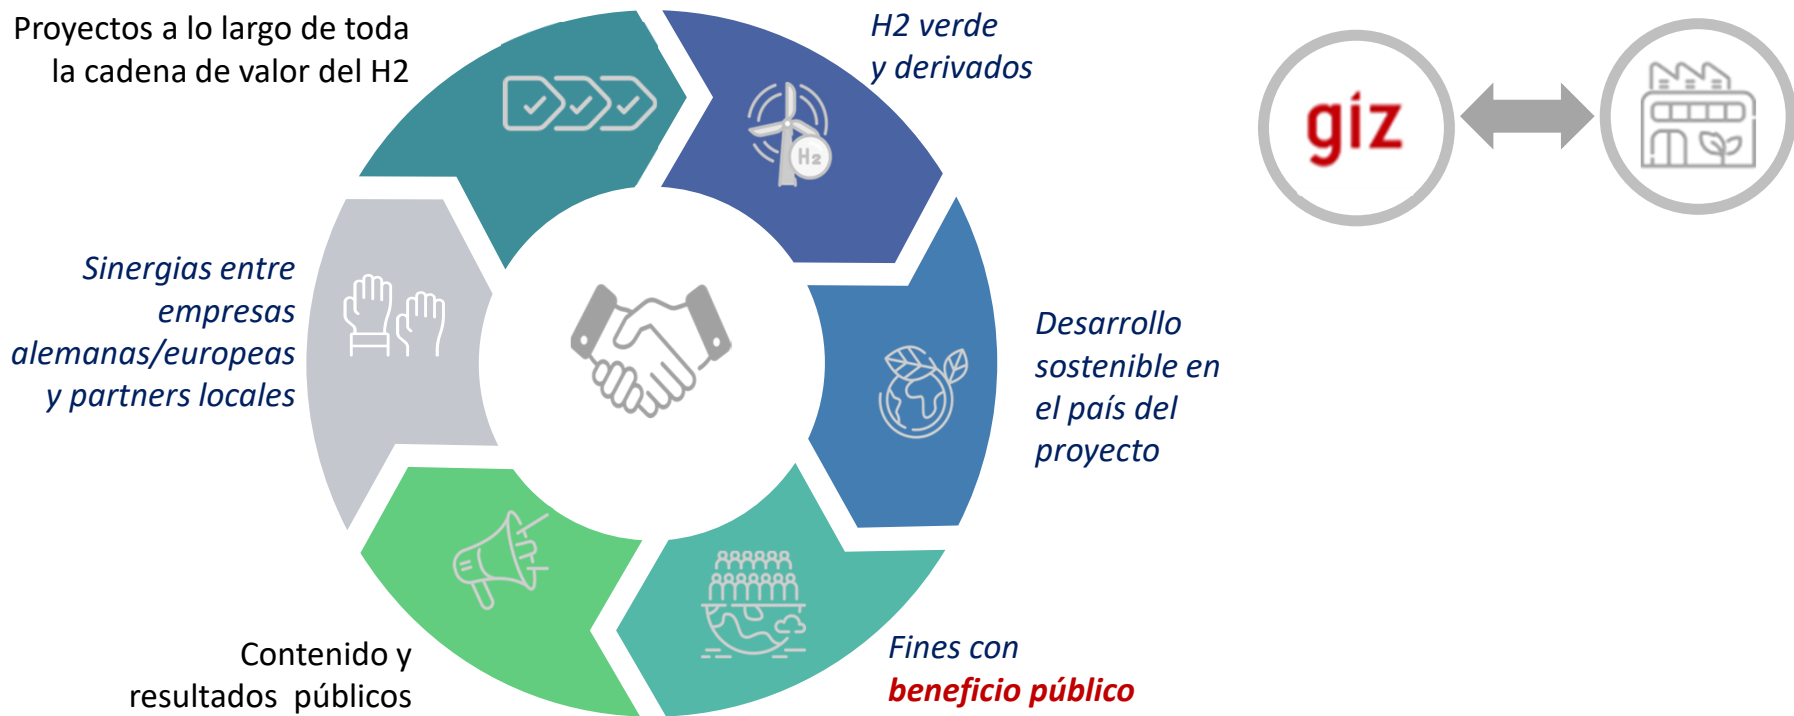 Proyectos a lo largo de toda
la cadena de valor del H2
H2 verde
y derivados
H2
giz
Sinergias entre
empresas
alemanas/europeas
y partners locales
Desarrollo
sostenible en
el país del
proyecto
Contenido y
resultados públicos
Fines con
beneficio público